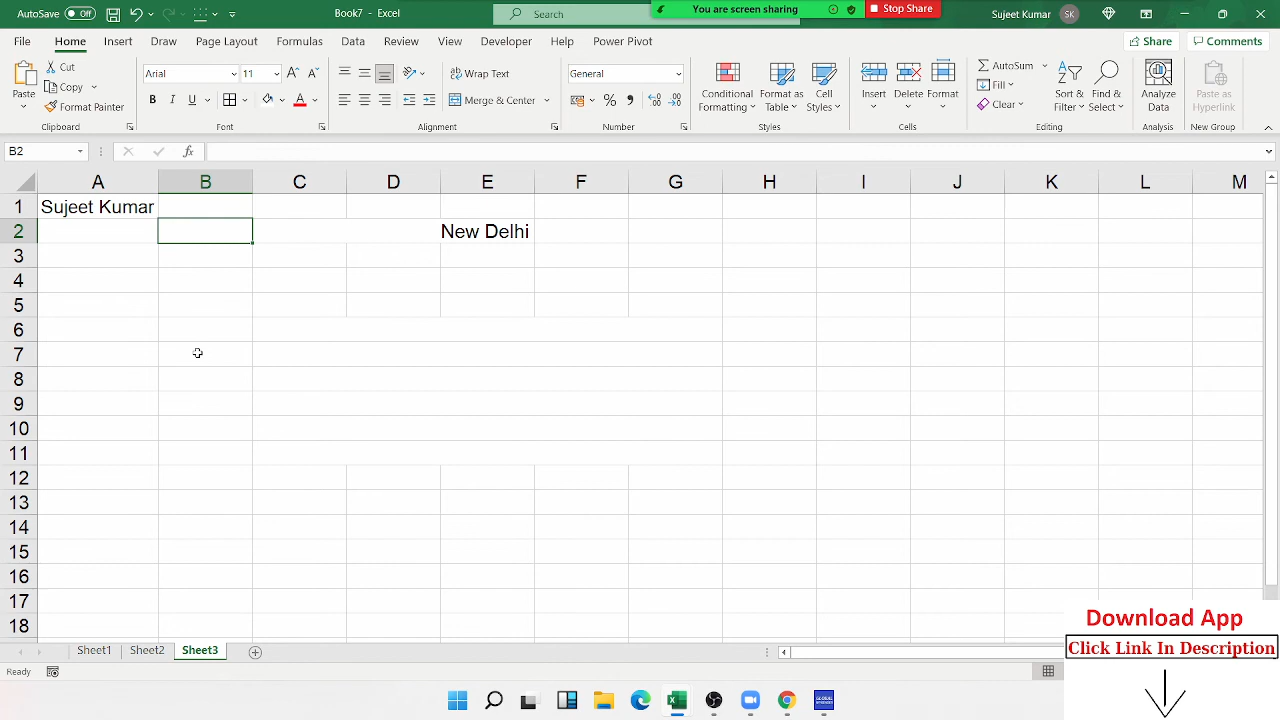 AutoSave Off Book7 - Excel Search You are screen sharing Stop Share Sujeet Kumar SK
File Home Insert Draw Page Layout Formulas Data Review View Developer Help Power Pivot Share Comments
Paste Cut Copy Format Painter Clipboard
Arial 11 B I U A Font
Wrap Text Merge & Center Alignment
General % Number
Conditional Formatting Format as Table Cell Styles Styles
Insert Delete Format Cells
AutoSum Fill Clear Sort & Filter Find & Select Editing
Analyze Data Analysis
Paste as Hyperlink New Group
B2 fx
A B C D E F G H I J K L M
1 Sujeet Kumar
2 New Delhi
3
4
5
6
7
8
9
10
11
12
13
14
15
16
17
18
Download App
Click Link In Description
Sheet1 Sheet2 Sheet3
Ready